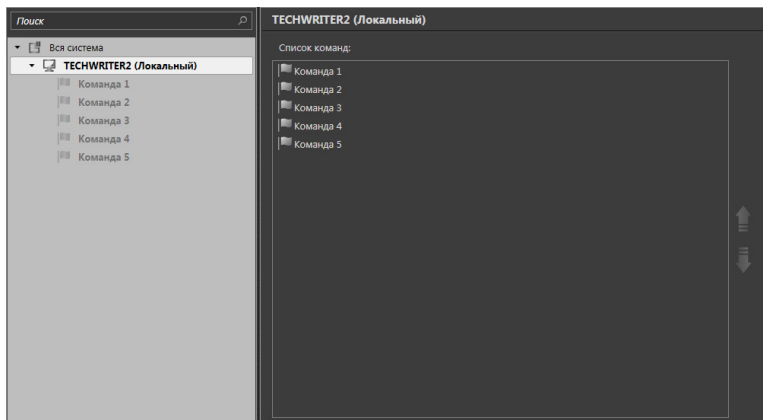 Поиск
Вся система
TECHWRITER2 (Локальный)
Команда 1
Команда 2
Команда 3
Команда 4
Команда 5
TECHWRITER2 (Локальный)
Список команд:
Команда 1
Команда 2
Команда 3
Команда 4
Команда 5